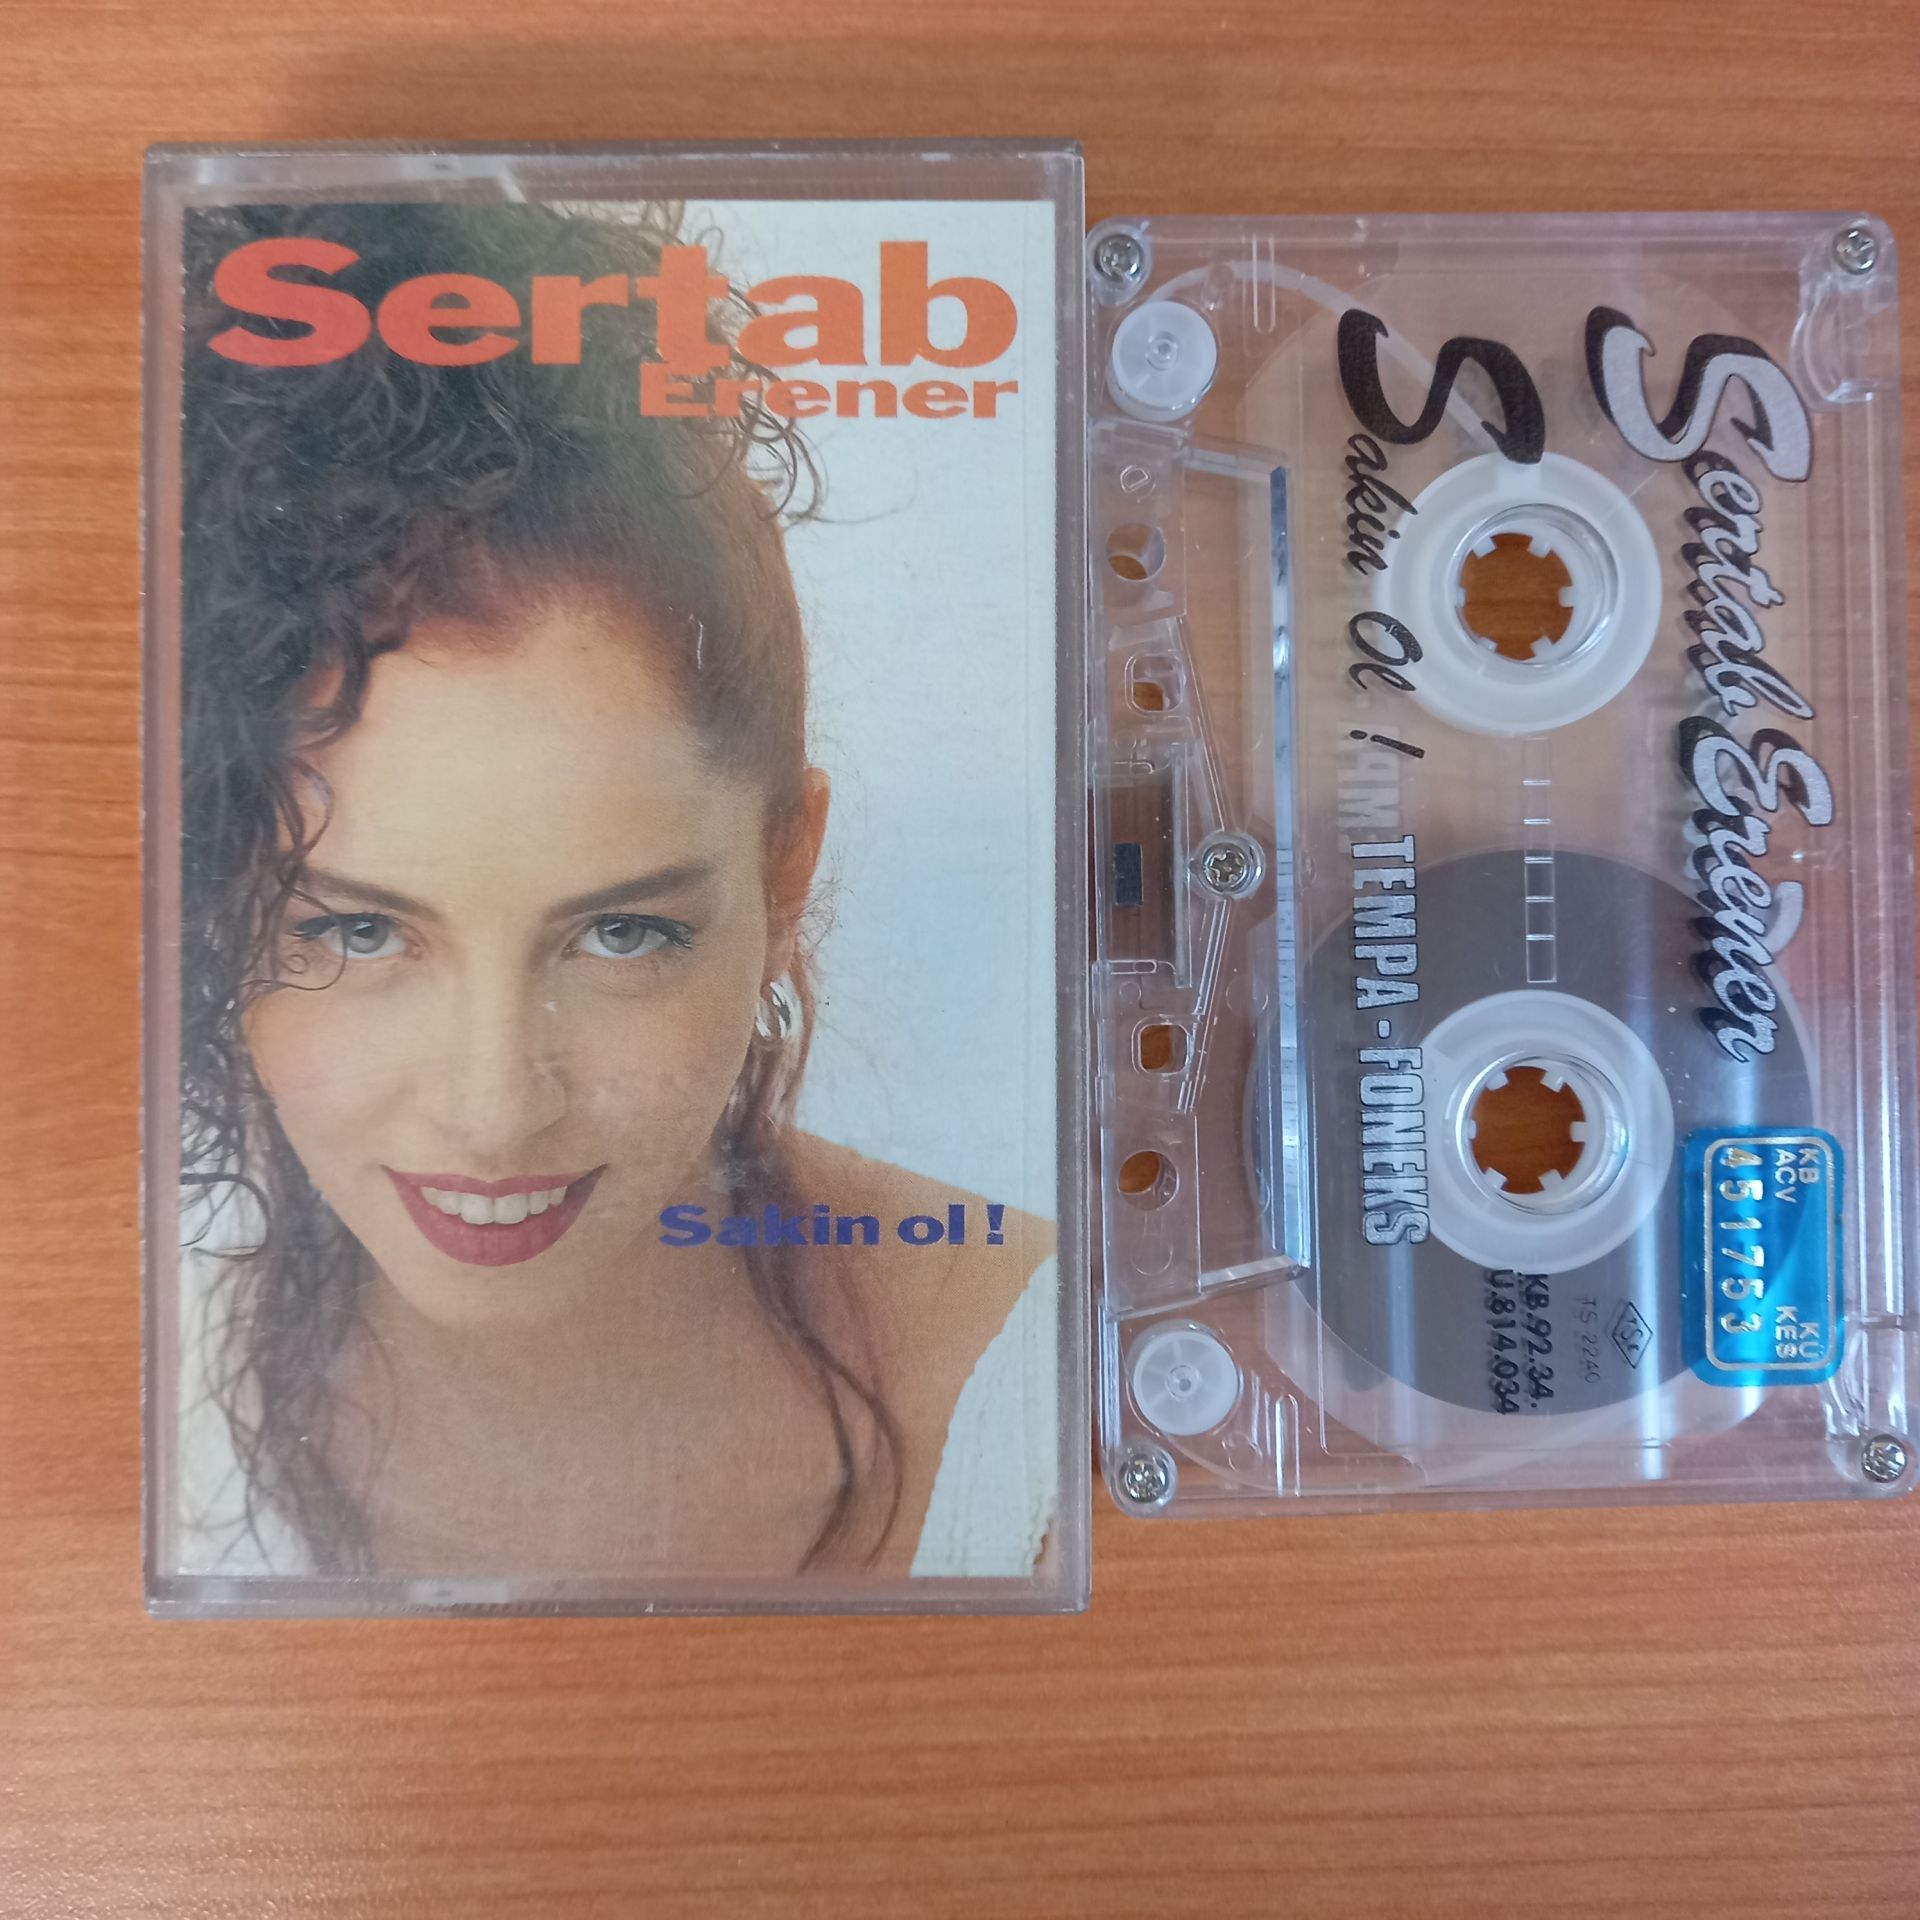 Sertab
Erener
Sakin ol !
Sertab Erener
Sakin Ol !
TEMPA - FONEKS
KB ACV
KÜ KES
451753
TSE
TS 2240
KB.92.34.
Ü.814.034